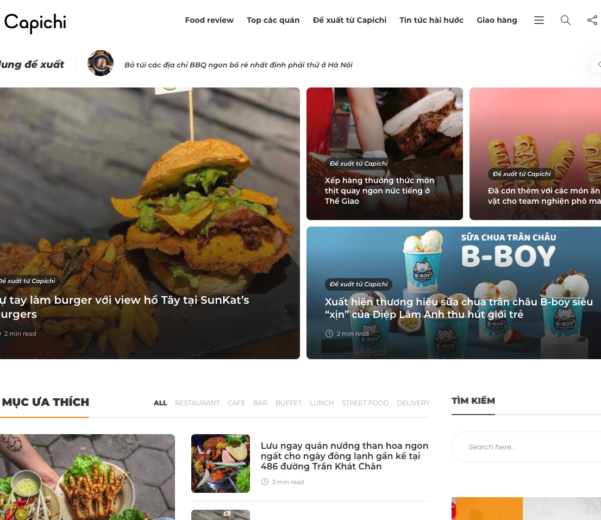 Capichi
Food review Top các quán Đề xuất từ Capichi Tin tức hài hước Giao hàng
dung đề xuất
Bỏ túi các địa chỉ BBQ ngon bổ rẻ nhất định phải thử ở Hà Nội
Đề xuất từ Capichi
Xếp hàng thưởng thức món
thịt quay ngon nức tiếng ở
Thế Giao
Đề xuất từ Capichi
Đã cơn thèm với các món ăn
vặt cho team nghiện phô ma
SỮA CHUA TRÂN CHÂU
B-BOY
Đề xuất từ Capichi
Xuất hiện thương hiệu sữa chua trân châu B-boy siêu
“xịn” của Diệp Lâm Anh thu hút giới trẻ
2 min read
Đề xuất từ Capichi
ự tay làm burger với view hồ Tây tại SunKat’s
urgers
2 min read
MỤC ƯA THÍCH
ALL RESTAURANT CAFE BAR BUFFET LUNCH STREET FOOD DELIVERY
TÌM KIẾM
Search here...
Lưu ngay quán nướng than hoa ngon
ngất cho ngày đông lạnh gần kề tại
486 đường Trần Khát Chân
3 min read